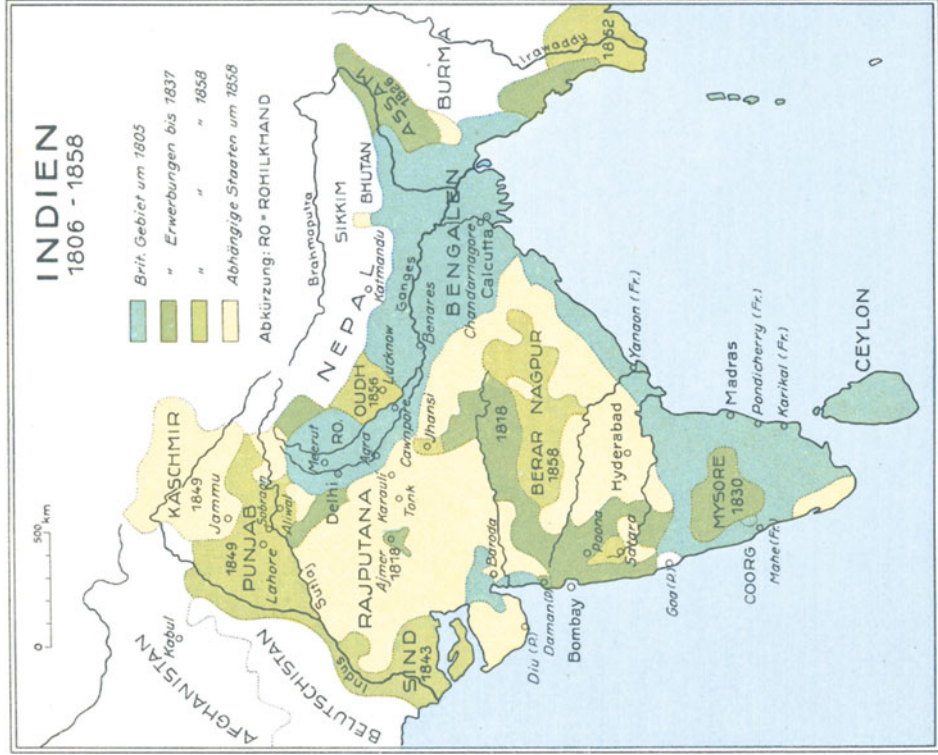 INDIEN
1806 - 1858
Brit. Gebiet um 1805
" Erwerbungen bis 1837
" " " 1858
Abhängige Staaten um 1858
Abkürzung: RO = ROHILKHAND
0 500 km
AFGHANISTAN
Kabul
BELUTSCHISTAN
KASCHMIR
1849
Jammu
1849
PUNJAB
Lahore
Sobraon
Aliwal
Sutlej
Indus
SIND
1843
RAJPUTANA
Ajmer
1818
Karauli
Tonk
Delhi
Meerut
RO.
Agra
Cawnpore
Jhansi
OUDH
1856
Lucknow
NEPAL
Katmandu
SIKKIM
BHUTAN
Brahmaputra
Ganges
Benares
BENGALEN
Chandarnagore
Calcutta
ASSAM
1826
BURMA
Irawaddy
1852
Baroda
Diu (P.)
Daman (P.)
Bombay
Poona
Satara
Goa (P.)
1818
BERAR NAGPUR
1858
Hyderabad
Yanaon (Fr.)
MYSORE
1830
COORG
Mahe (Fr.)
Madras
Pondicherry (Fr.)
Karikal (Fr.)
CEYLON